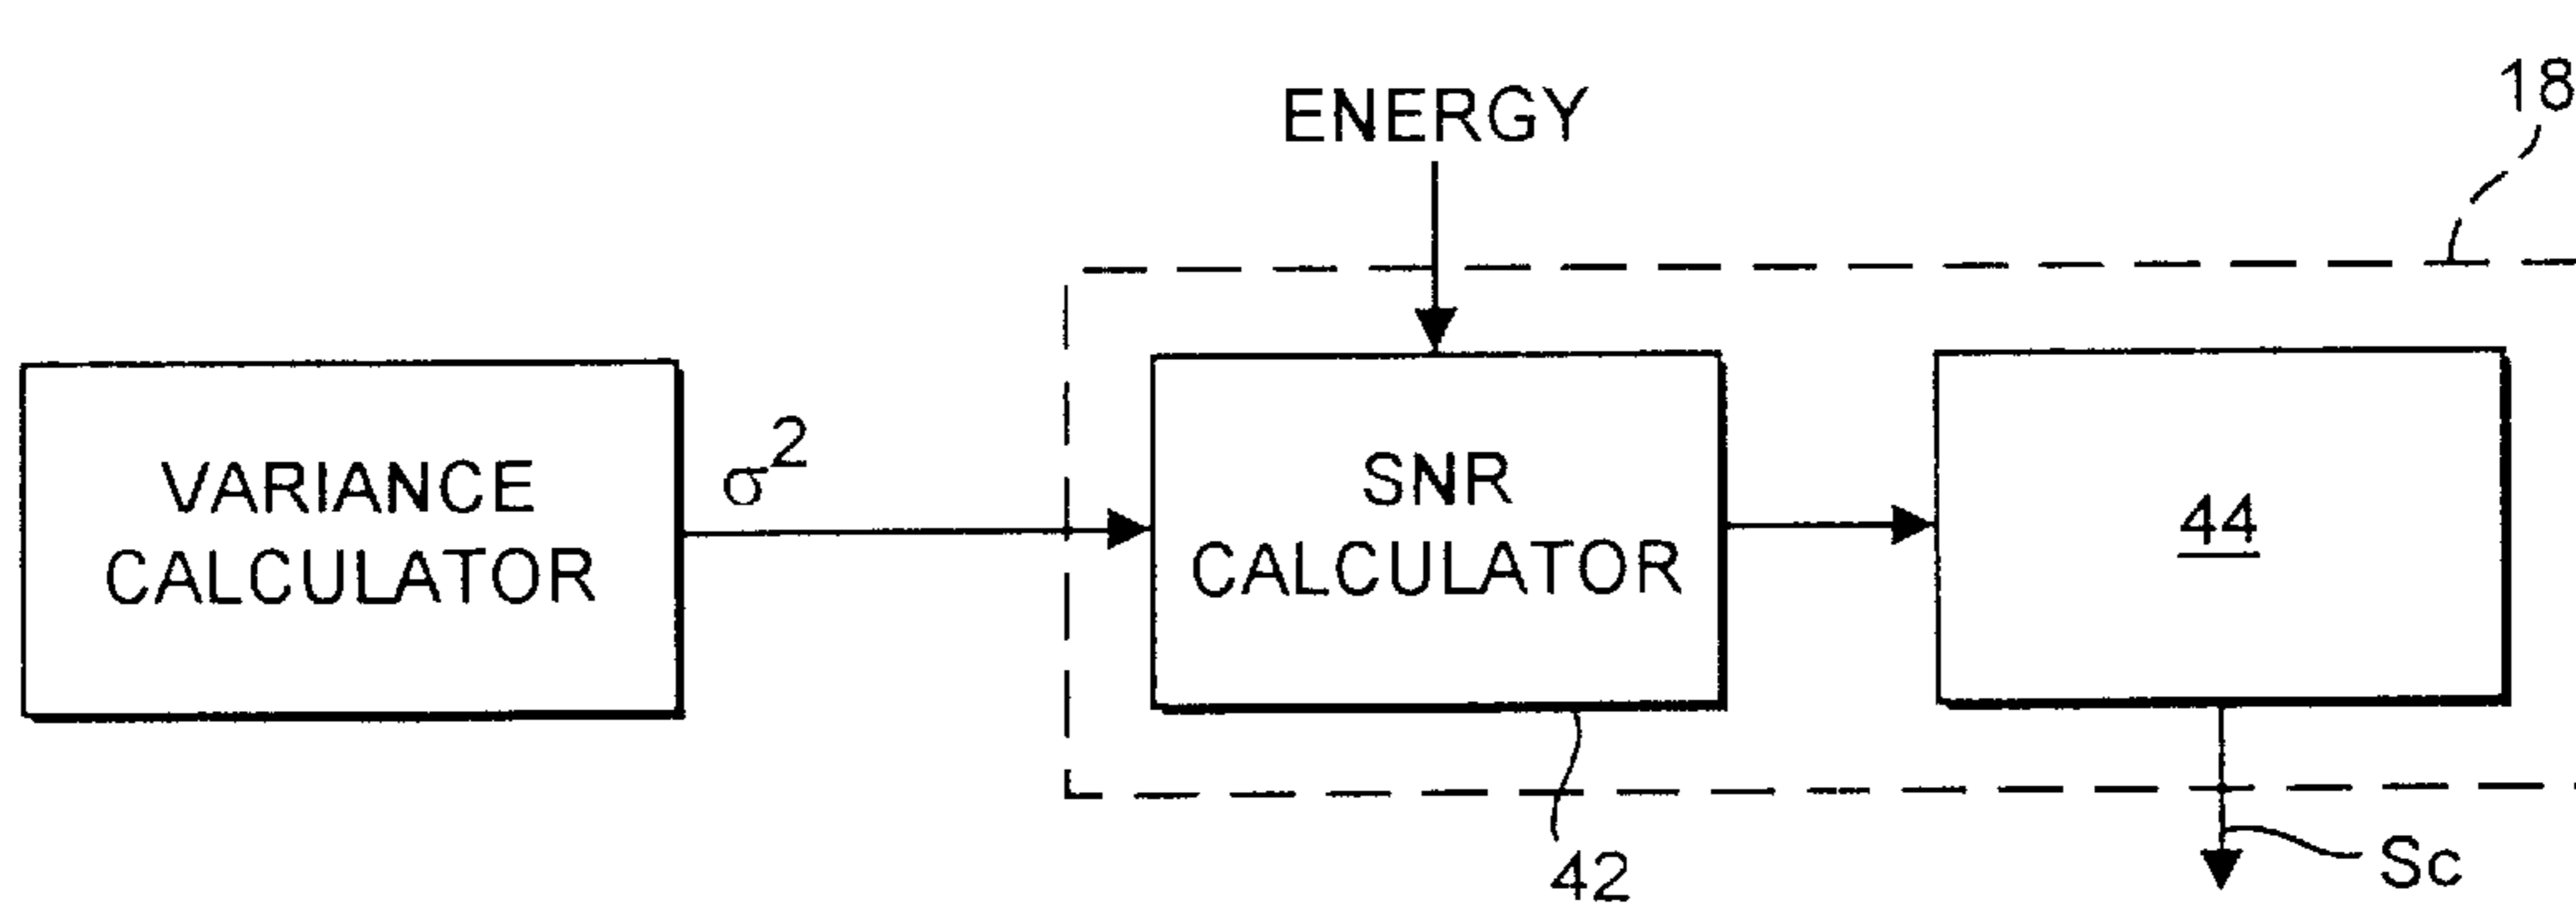 18
ENERGY
VARIANCE
CALCULATOR
σ²
SNR
CALCULATOR
44
42
Sc